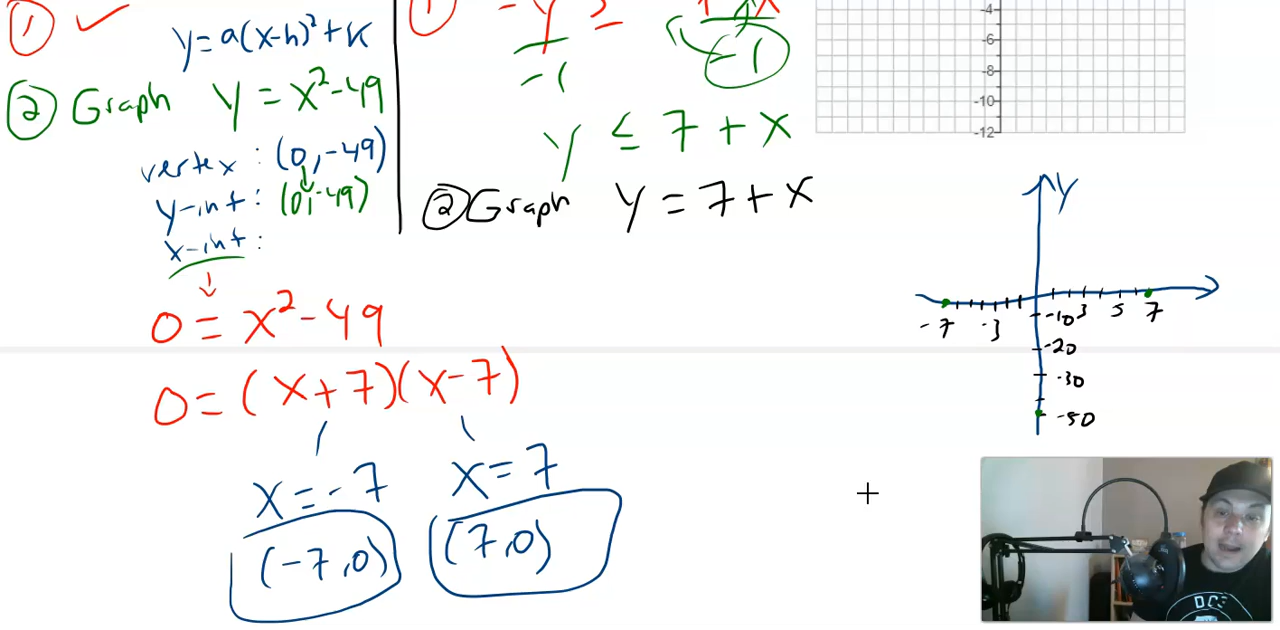 ① ✓
y = a(x-h)² + k
② Graph y = x² - 49
vertex : (0, -49)
y-int : (0, -49)
x-int :
0 = x² - 49
0 = (x + 7)(x - 7)
x = -7
x = 7
(-7, 0)
(7, 0)
①
-y ≥
-1
-1
y ≤ 7 + x
② Graph y = 7 + x
-4
-6
-8
-10
-12
y
-7
-3
3
5
7
-10
-20
-30
-50